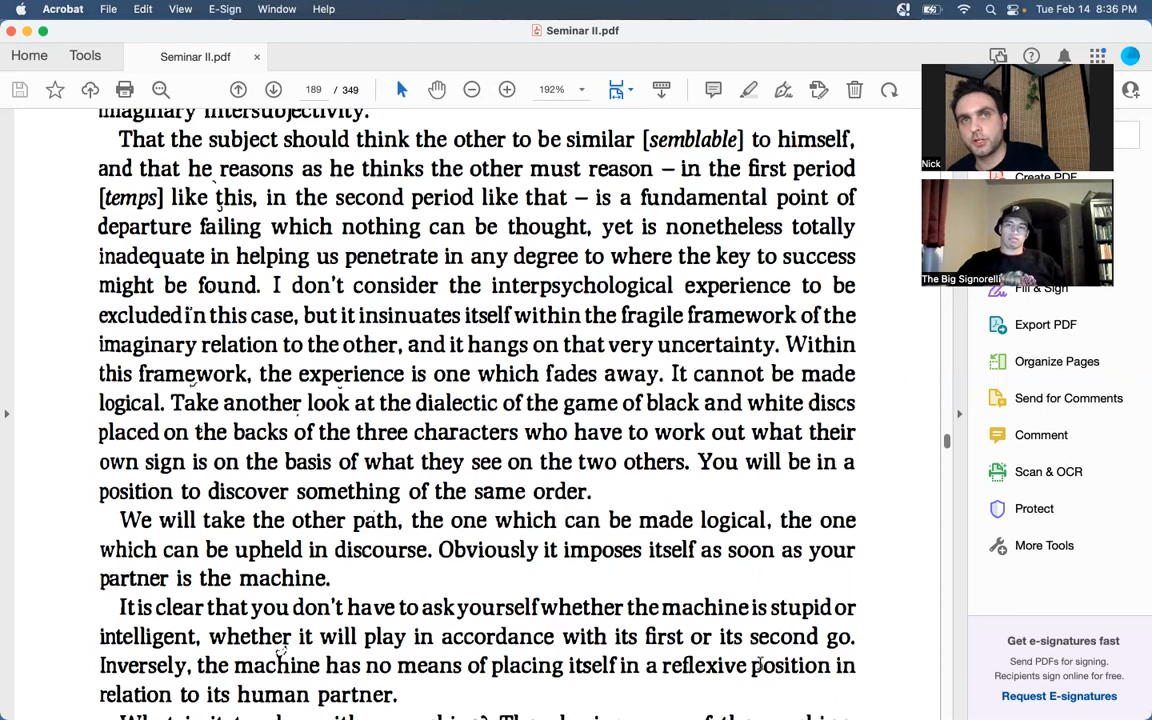 Acrobat File Edit View E-Sign Window Help Tue Feb 14 8:36 PM
Seminar II.pdf
Home Tools Seminar II.pdf ×
189 / 349 192%
imaginary intersubjectivity.
That the subject should think the other to be similar [semblable] to himself,
and that he reasons as he thinks the other must reason – in the first period
[temps] like this, in the second period like that – is a fundamental point of
departure failing which nothing can be thought, yet is nonetheless totally
inadequate in helping us penetrate in any degree to where the key to success
might be found. I don't consider the interpsychological experience to be
excluded in this case, but it insinuates itself within the fragile framework of the
imaginary relation to the other, and it hangs on that very uncertainty. Within
this framework, the experience is one which fades away. It cannot be made
logical. Take another look at the dialectic of the game of black and white discs
placed on the backs of the three characters who have to work out what their
own sign is on the basis of what they see on the two others. You will be in a
position to discover something of the same order.
We will take the other path, the one which can be made logical, the one
which can be upheld in discourse. Obviously it imposes itself as soon as your
partner is the machine.
It is clear that you don't have to ask yourself whether the machine is stupid or
intelligent, whether it will play in accordance with its first or its second go.
Inversely, the machine has no means of placing itself in a reflexive position in
relation to its human partner.
Nick
The Big Signorelli
Create PDF
Fill & Sign
Export PDF
Organize Pages
Send for Comments
Comment
Scan & OCR
Protect
More Tools
Get e-signatures fast
Send PDFs for signing.
Recipients sign online for free.
Request E-signatures